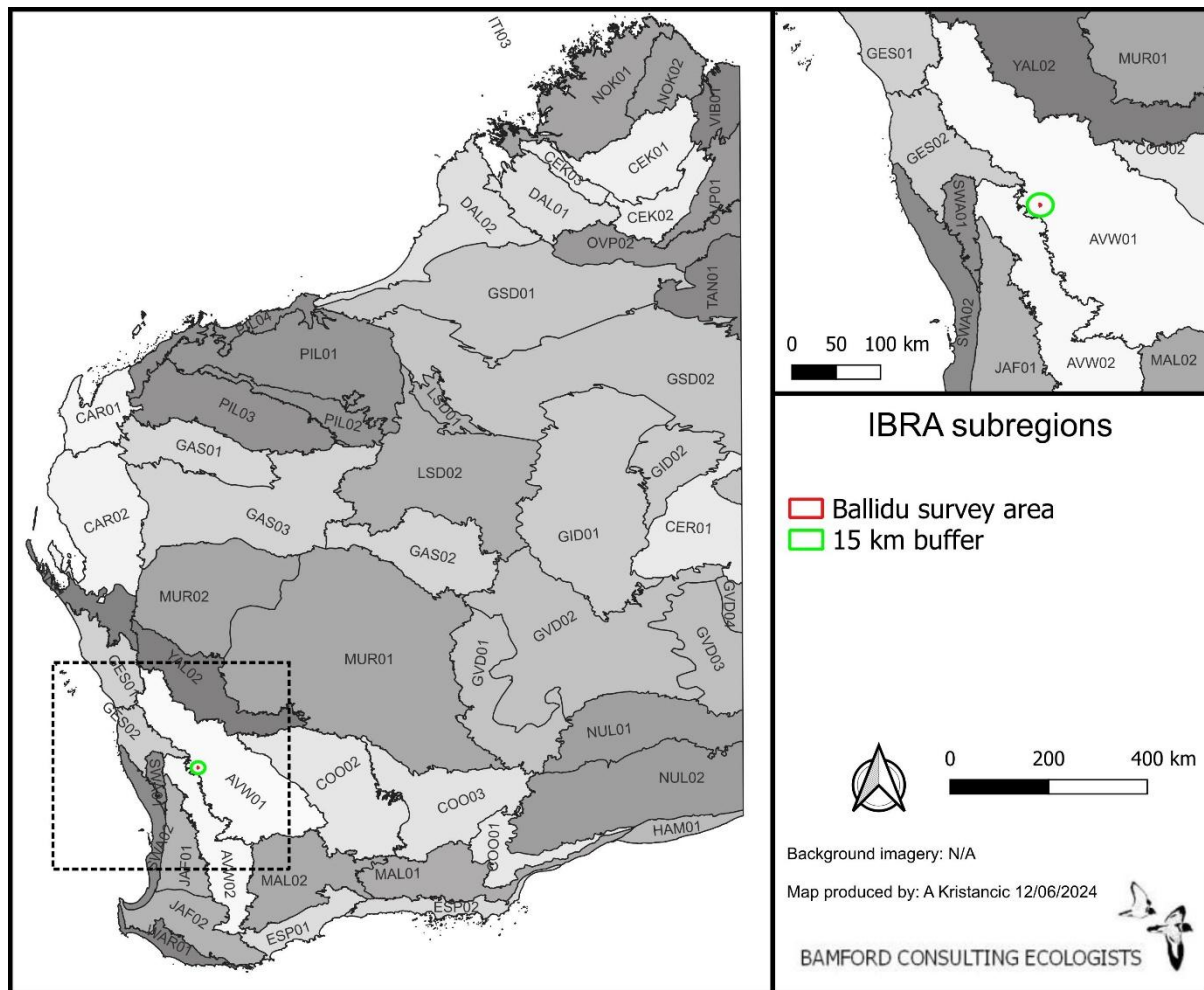 ITI03
NOK01
NOK02
VIB01
CEK01
CEK03
DAL01
DAL02
CEK02
OVP01
OVP02
TAN01
GSD01
PIL04
PIL01
GSD02
LSD01
CAR01
PIL03
PIL02
GAS01
LSD02
GID02
CAR02
GAS03
GID01
CER01
GAS02
MUR02
GVD04
GVD02
GVD03
MUR01
GVD01
YAL02
GES01
NUL01
GES02
COO02
NUL02
AVW01
COO03
SWA01
HAM01
COO01
SWA02
JAF01
AVW02
MAL02
MAL01
JAF02
ESP02
ESP01
WAR01
GES01
YAL02
MUR01
GES02
COO02
SWA01
AVW01
SWA02
0 50 100 km
JAF01
AVW02
MAL02
IBRA subregions
Ballidu survey area
15 km buffer
0 200 400 km
Background imagery: N/A
Map produced by: A Kristancic 12/06/2024
BAMFORD CONSULTING ECOLOGISTS